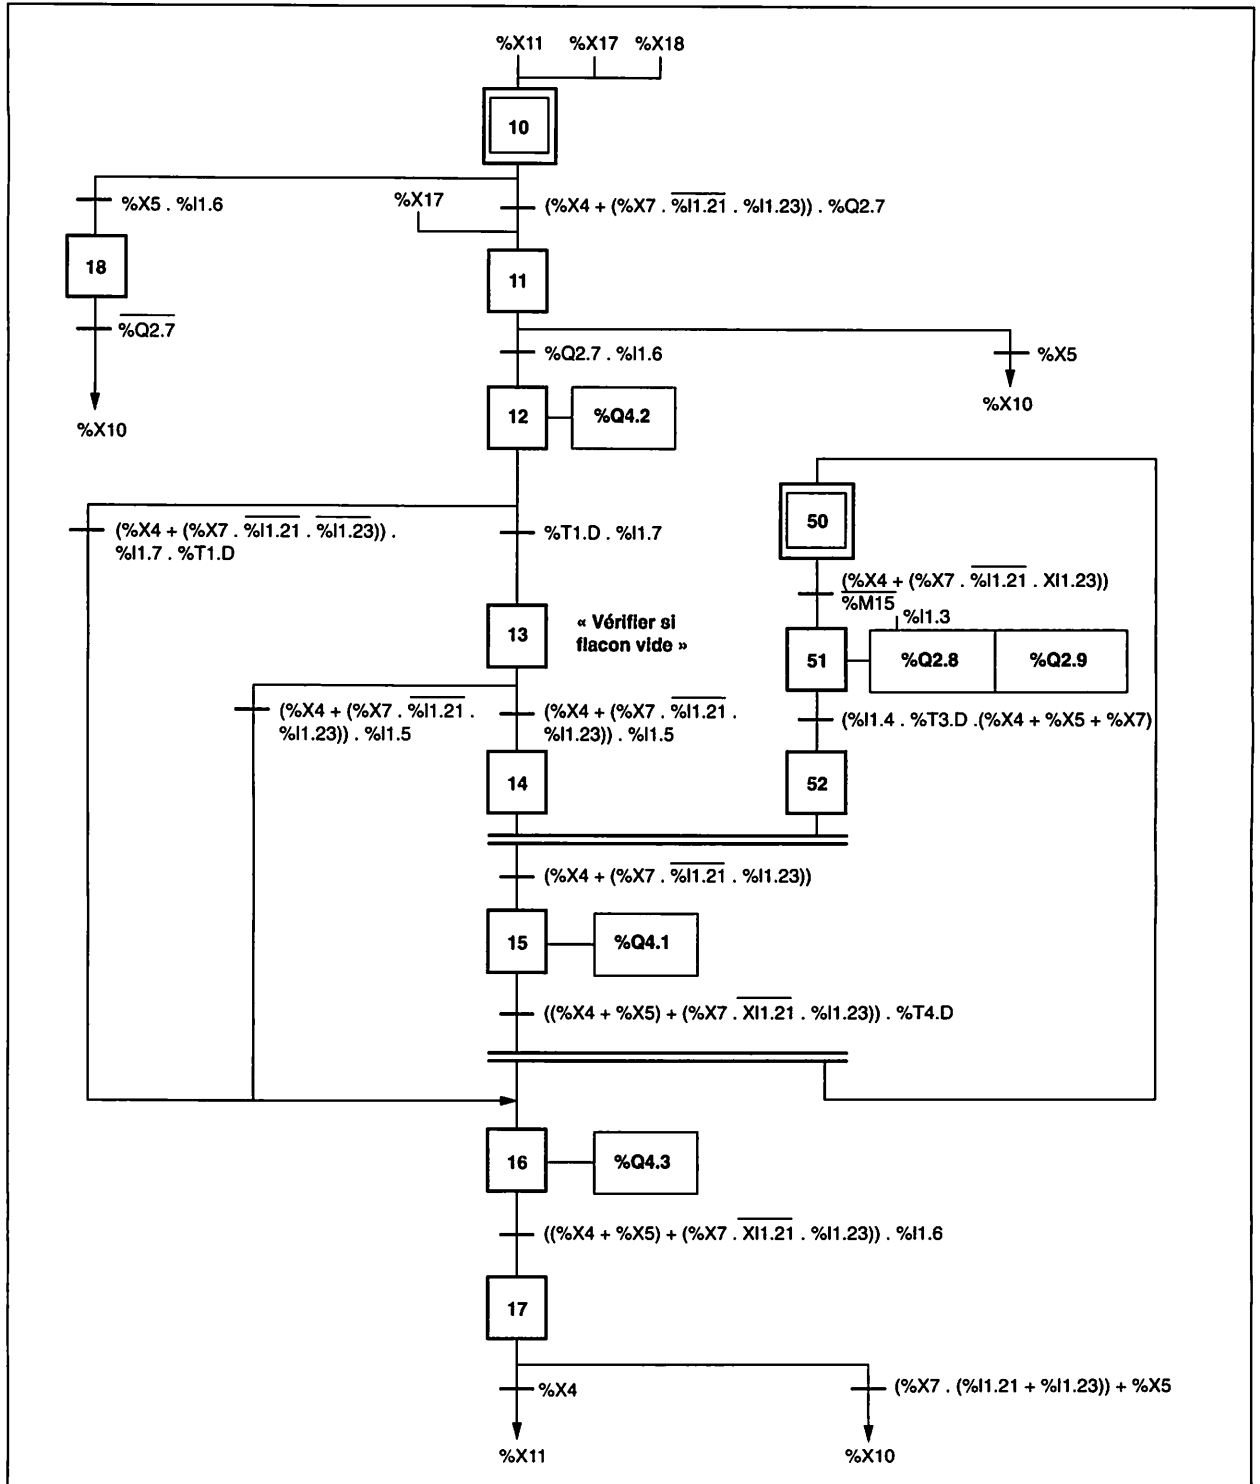 %X11 %X17 %X18
10
%X5 . %I1.6
%X17
(%X4 + (%X7 . %I1.21 . %I1.23)) . %Q2.7
18
11
%Q2.7
%Q2.7 . %I1.6
%X5
%X10
12
%Q4.2
%X10
50
(%X4 + (%X7 . %I1.21 . %I1.23)) .
%I1.7 . %T1.D
%T1.D . %I1.7
(%X4 + (%X7 . %I1.21 . XI1.23))
%M15
%I1.3
13
« Vérifier si
flacon vide »
51
%Q2.8
%Q2.9
(%X4 + (%X7 . %I1.21 .
%I1.23)) . %I1.5
(%X4 + (%X7 . %I1.21 .
%I1.23)) . %I1.5
(%I1.4 . %T3.D .(%X4 + %X5 + %X7)
14
52
(%X4 + (%X7 . %I1.21 . %I1.23))
15
%Q4.1
((%X4 + %X5) + (%X7 . XI1.21 . %I1.23)) . %T4.D
16
%Q4.3
((%X4 + %X5) + (%X7 . XI1.21 . %I1.23)) . %I1.6
17
%X4
(%X7 . (%I1.21 + %I1.23)) + %X5
%X11
%X10